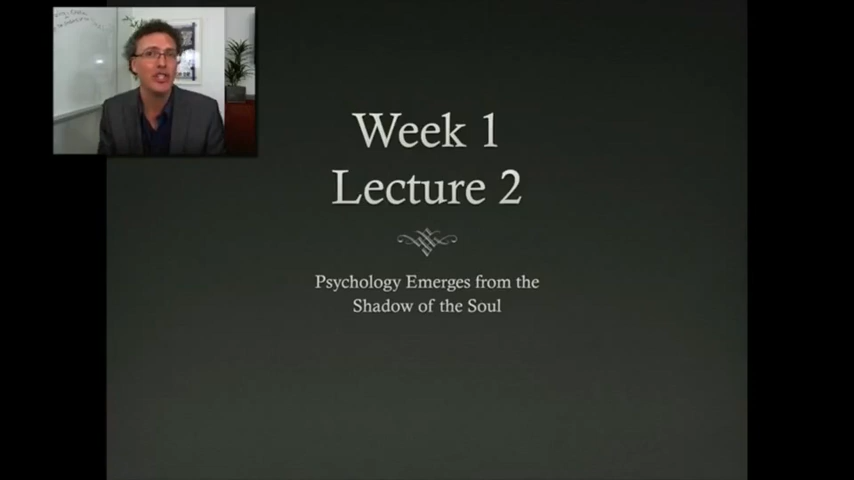 Week 1
Lecture 2
Psychology Emerges from the
Shadow of the Soul